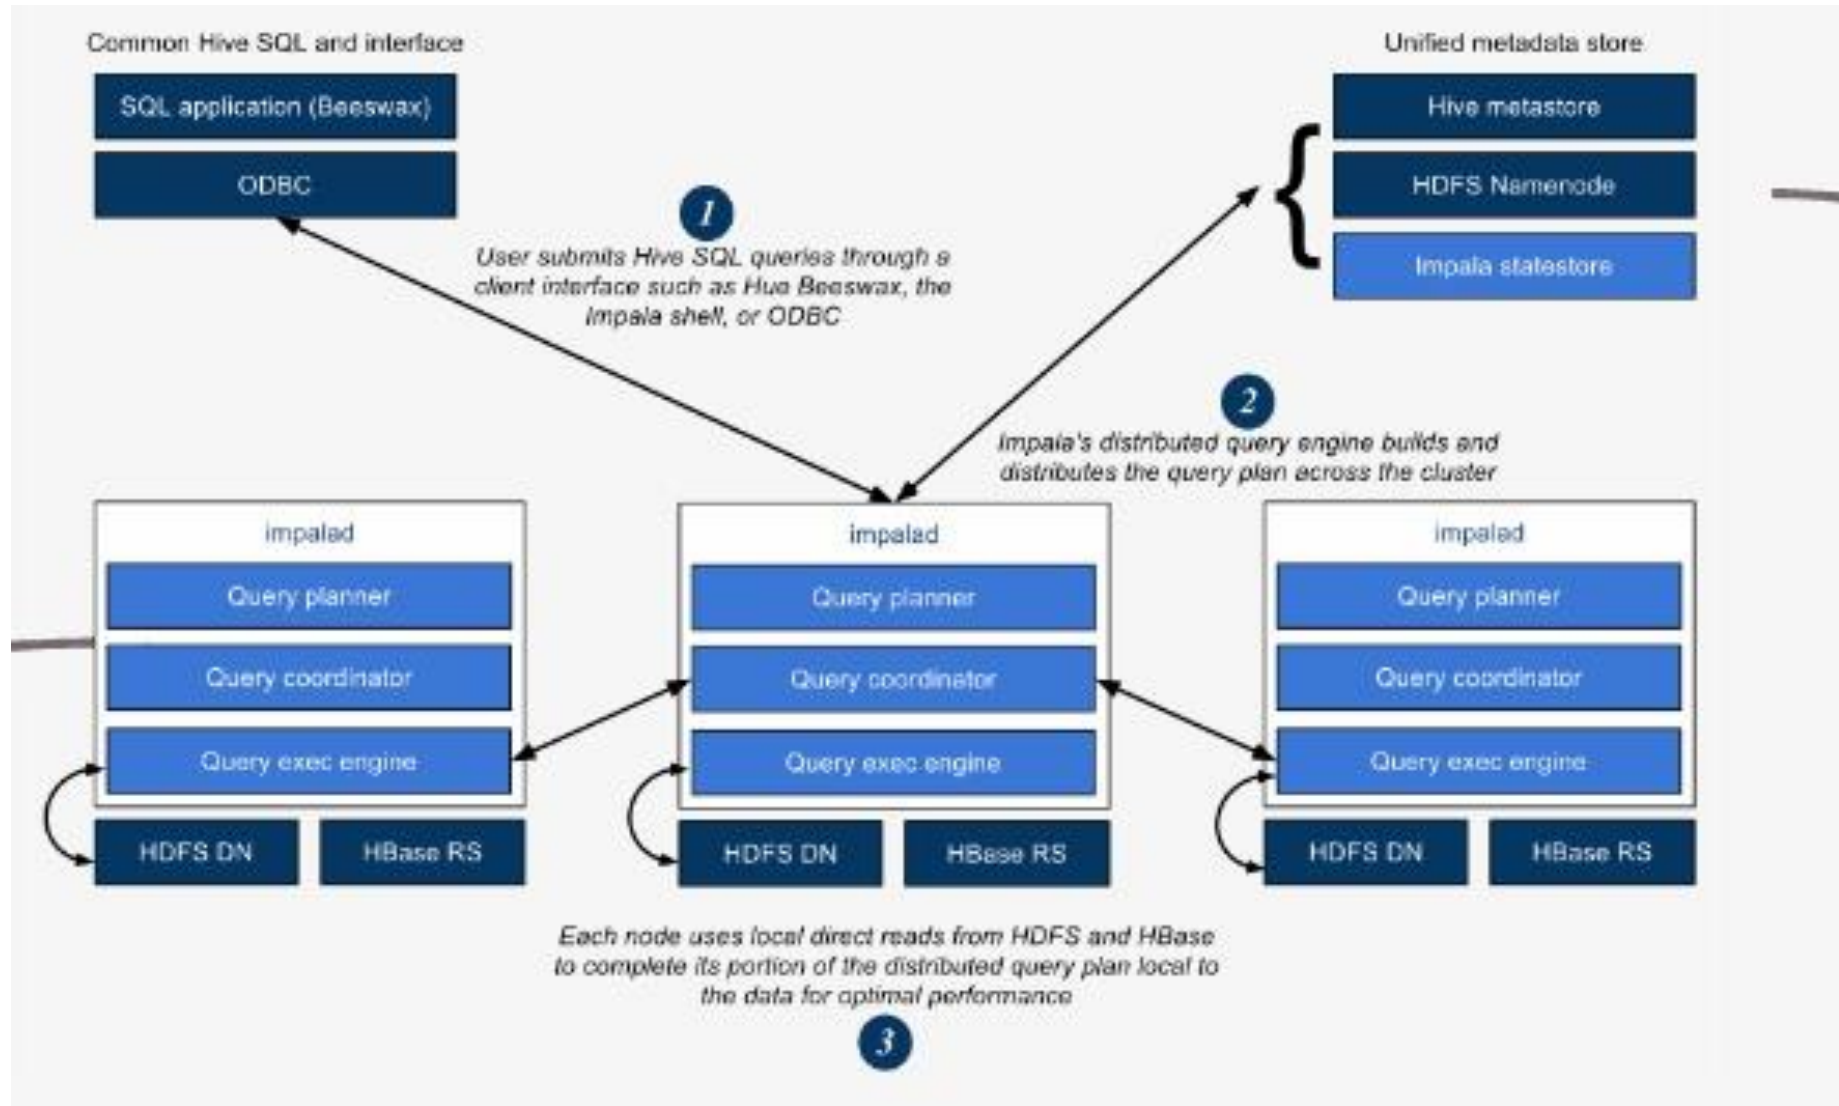 Common Hive SQL and interface
SQL application (Beeswax)
ODBC
Unified metadata store
Hive metastore
HDFS Namenode
Impala statestore
1
User submits Hive SQL queries through a
client interface such as Hue Beeswax, the
Impala shell, or ODBC
2
Impala's distributed query engine builds and
distributes the query plan across the cluster
impalad
Query planner
Query coordinator
Query exec engine
HDFS DN
HBase RS
impalad
Query planner
Query coordinator
Query exec engine
HDFS DN
HBase RS
impalad
Query planner
Query coordinator
Query exec engine
HDFS DN
HBase RS
Each node uses local direct reads from HDFS and HBase
to complete its portion of the distributed query plan local to
the data for optimal performance
3